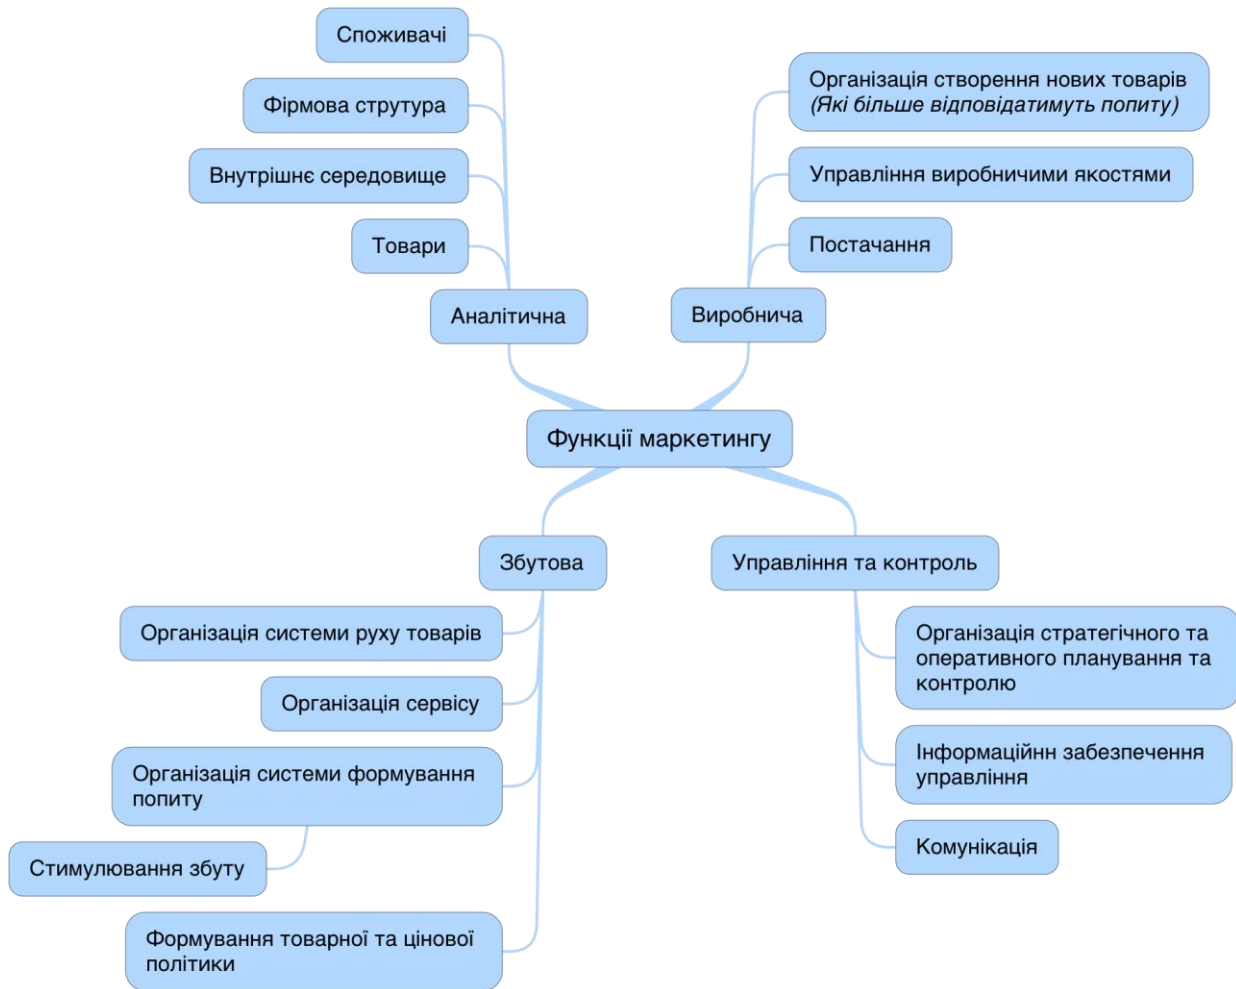 Споживачі
Фірмова струтура
Внутрішнє середовище
Товари
Аналітична
Організація створення нових товарів
(Які більше відповідатимуть попиту)
Управління виробничими якостями
Постачання
Виробнича
Функції маркетингу
Збутова
Організація системи руху товарів
Організація сервісу
Організація системи формування
попиту
Стимулювання збуту
Формування товарної та цінової
політики
Управління та контроль
Організація стратегічного та
оперативного планування та
контролю
Інформаційнн забезпечення
управління
Комунікація